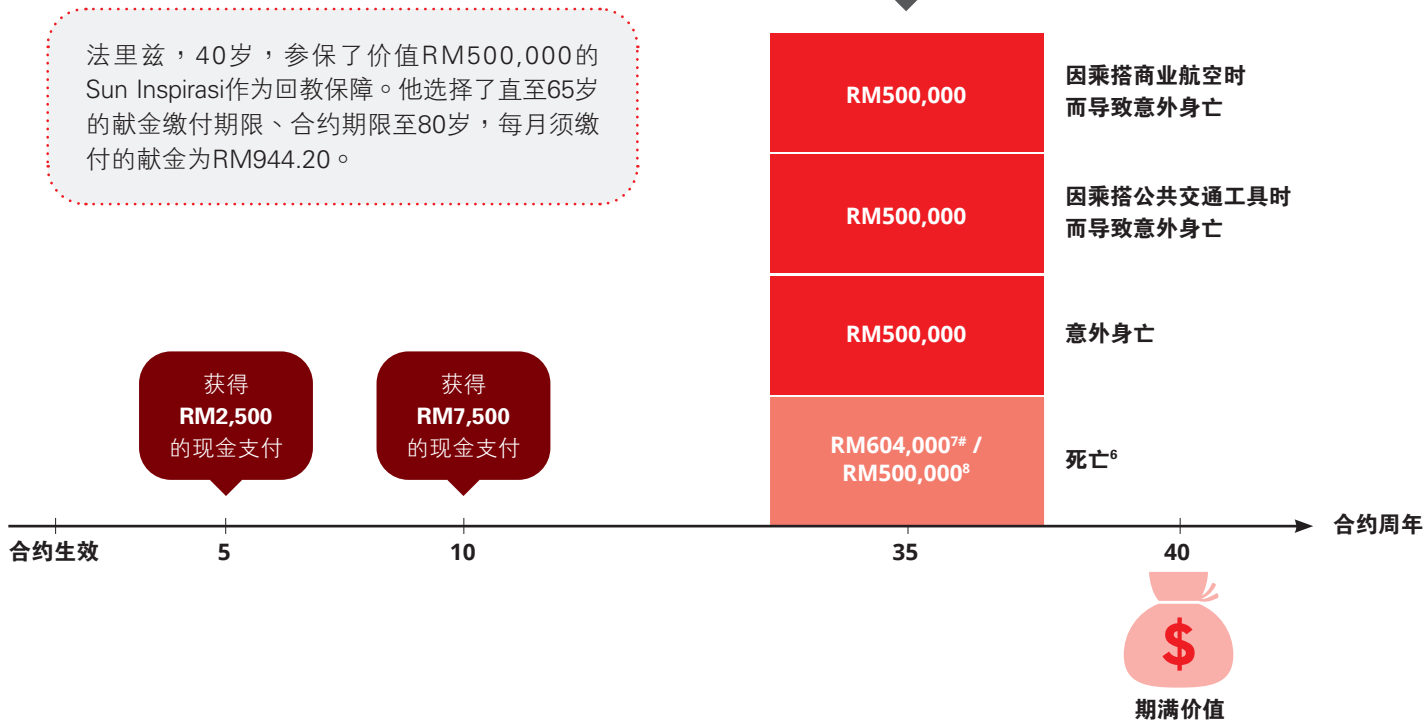 法里兹，40岁，参保了价值RM500,000的
Sun Inspirasi作为回教保障。他选择了直至65岁
的献金缴付期限、合约期限至80岁，每月须缴
付的献金为RM944.20。
RM500,000
因乘搭商业航空时
而导致意外身亡
RM500,000
因乘搭公共交通工具时
而导致意外身亡
RM500,000
意外身亡
获得
RM2,500
的现金支付
获得
RM7,500
的现金支付
RM604,000⁷# /
RM500,000⁸
死亡⁶
合约生效
5
10
35
40
合约周年
$
期满价值